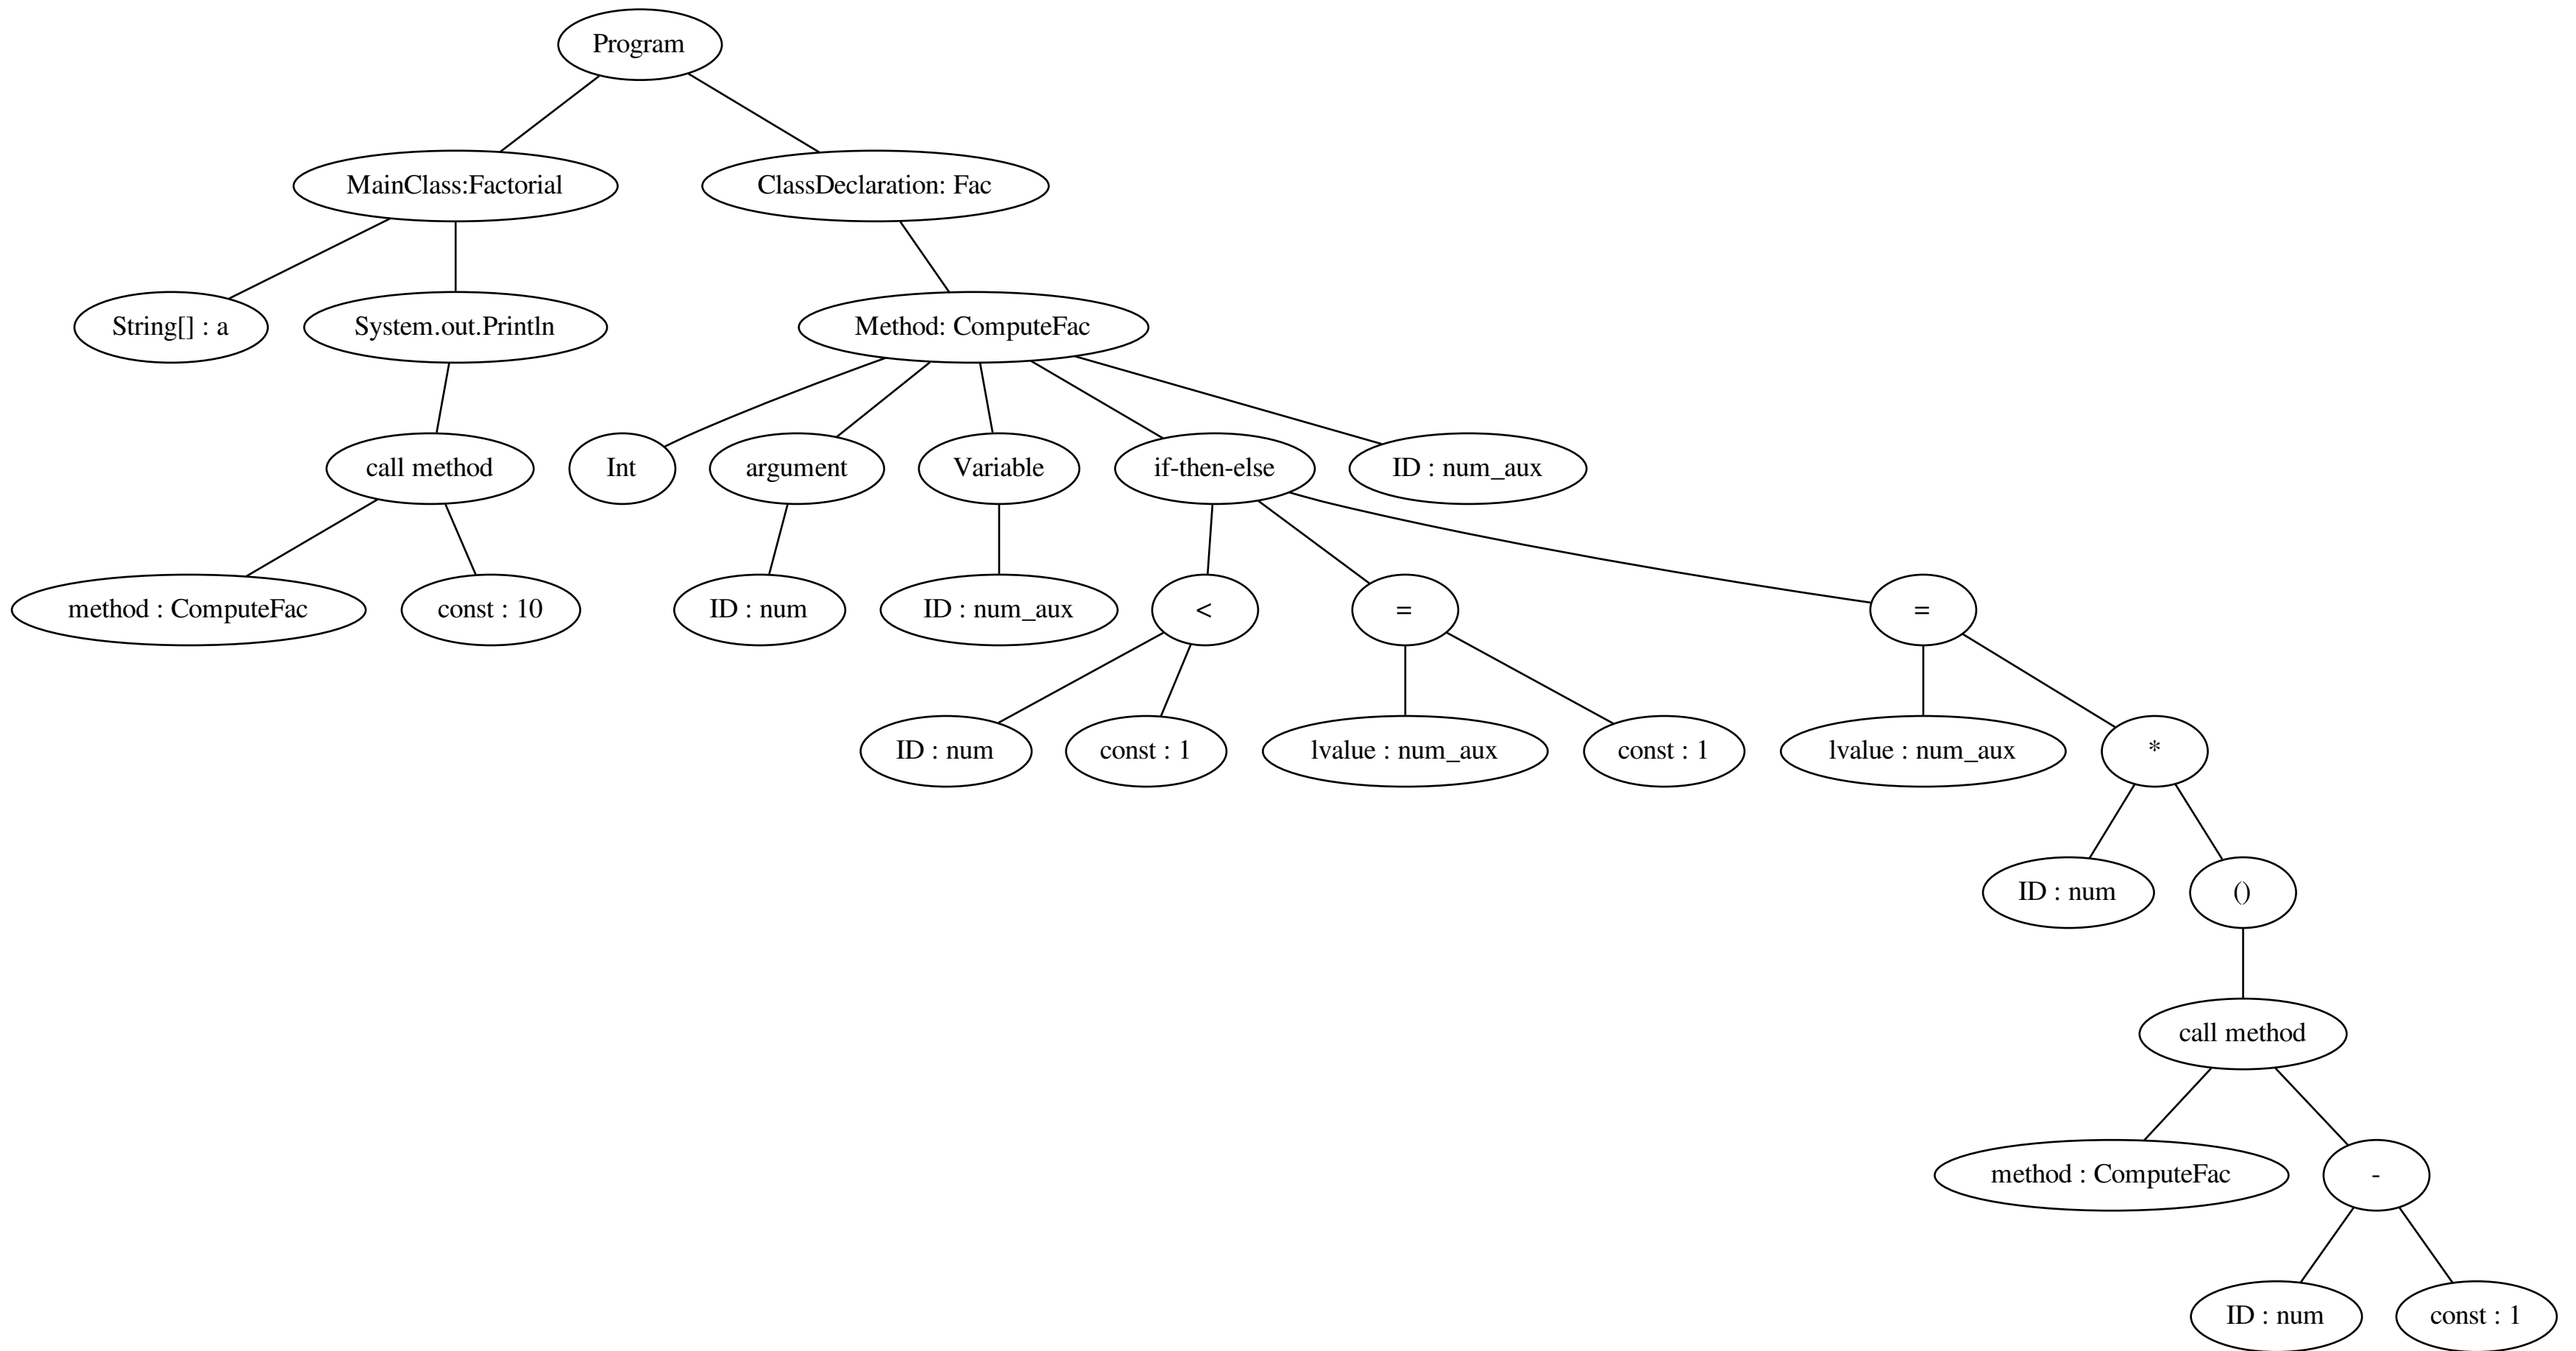 Program
MainClass:Factorial
ClassDeclaration: Fac
String[] : a
System.out.Println
Method: ComputeFac
call method
Int
argument
Variable
if-then-else
ID : num_aux
method : ComputeFac
const : 10
ID : num
ID : num_aux
<
=
=
ID : num
const : 1
lvalue : num_aux
const : 1
lvalue : num_aux
*
ID : num
()
call method
method : ComputeFac
-
ID : num
const : 1